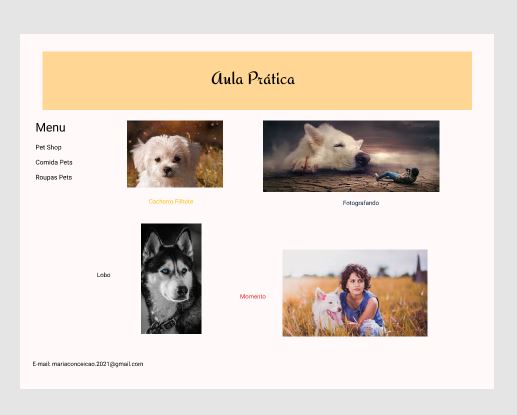 Aula Prática
Menu
Pet Shop
Comida Pets
Roupas Pets
Cachorro Filhote
Fotografando
Lobo
Momento
E-mail: mariaconceicao.2021@gmail.com